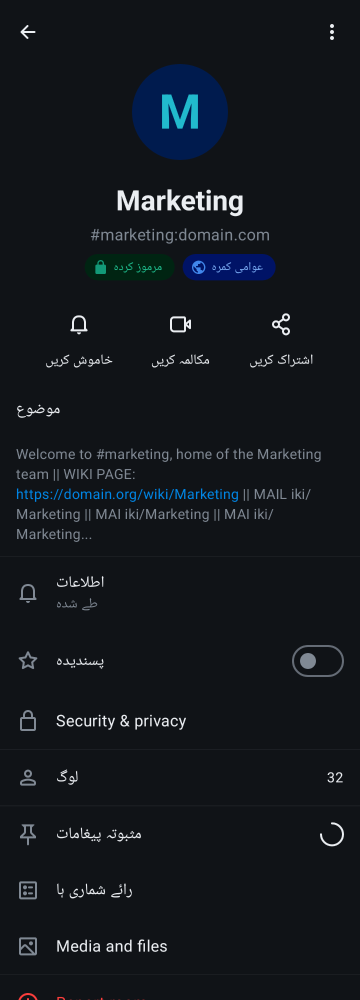 M
Marketing
#marketing:domain.com
مرموز کردہ
عوامی کمرہ
خاموش کریں
مکالمہ کریں
اشتراک کریں
موضوع
Welcome to #marketing, home of the Marketing
team || WIKI PAGE:
https://domain.org/wiki/Marketing || MAIL iki/
Marketing || MAI iki/Marketing || MAI iki/
Marketing...
اطلاعات
طے شدہ
پسندیدہ
Security & privacy
لوگ
32
مثبوتہ پیغامات
رائے شماری ہا
Media and files